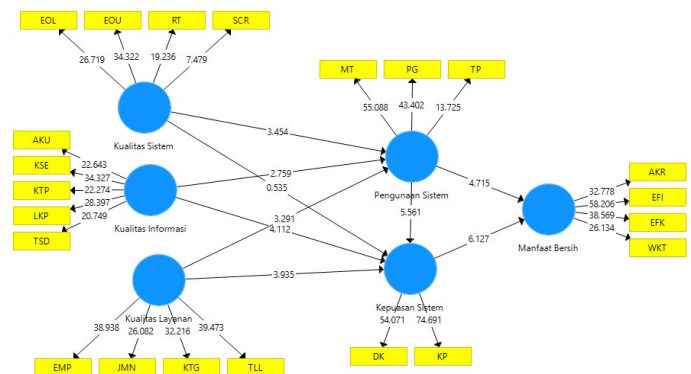 EOL
EOU
RT
SCR
26.719
34.322
19.236
7.479
Kualitas Sistem
MT
PG
TP
55.088
43.402
13.725
3.454
AKU
KSE
KTP
LKP
TSD
22.643
34.327
22.274
28.397
20.749
Kualitas Informasi
2.759
0.535
3.291
4.112
Pengunaan Sistem
5.561
4.715
6.127
Manfaat Bersih
32.778
58.206
38.569
26.134
AKR
EFI
EFK
WKT
3.935
Kualitas Layanan
38.938
26.082
32.216
39.473
EMP
JMN
KTG
TLL
Kepuasan Sistem
54.071
74.691
DK
KP